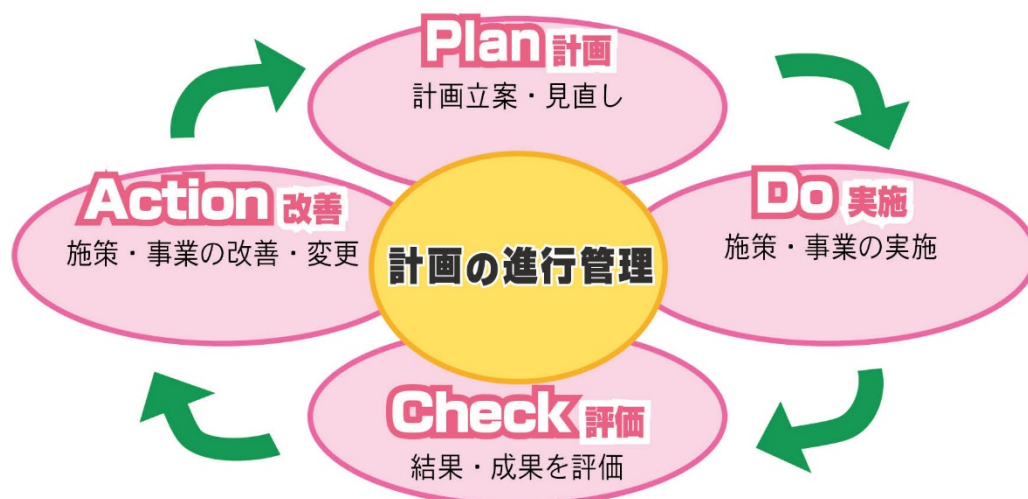 Plan 計画
計画立案・見直し
Do 実施
施策・事業の実施
Check 評価
結果・成果を評価
Action 改善
施策・事業の改善・変更
計画の進行管理